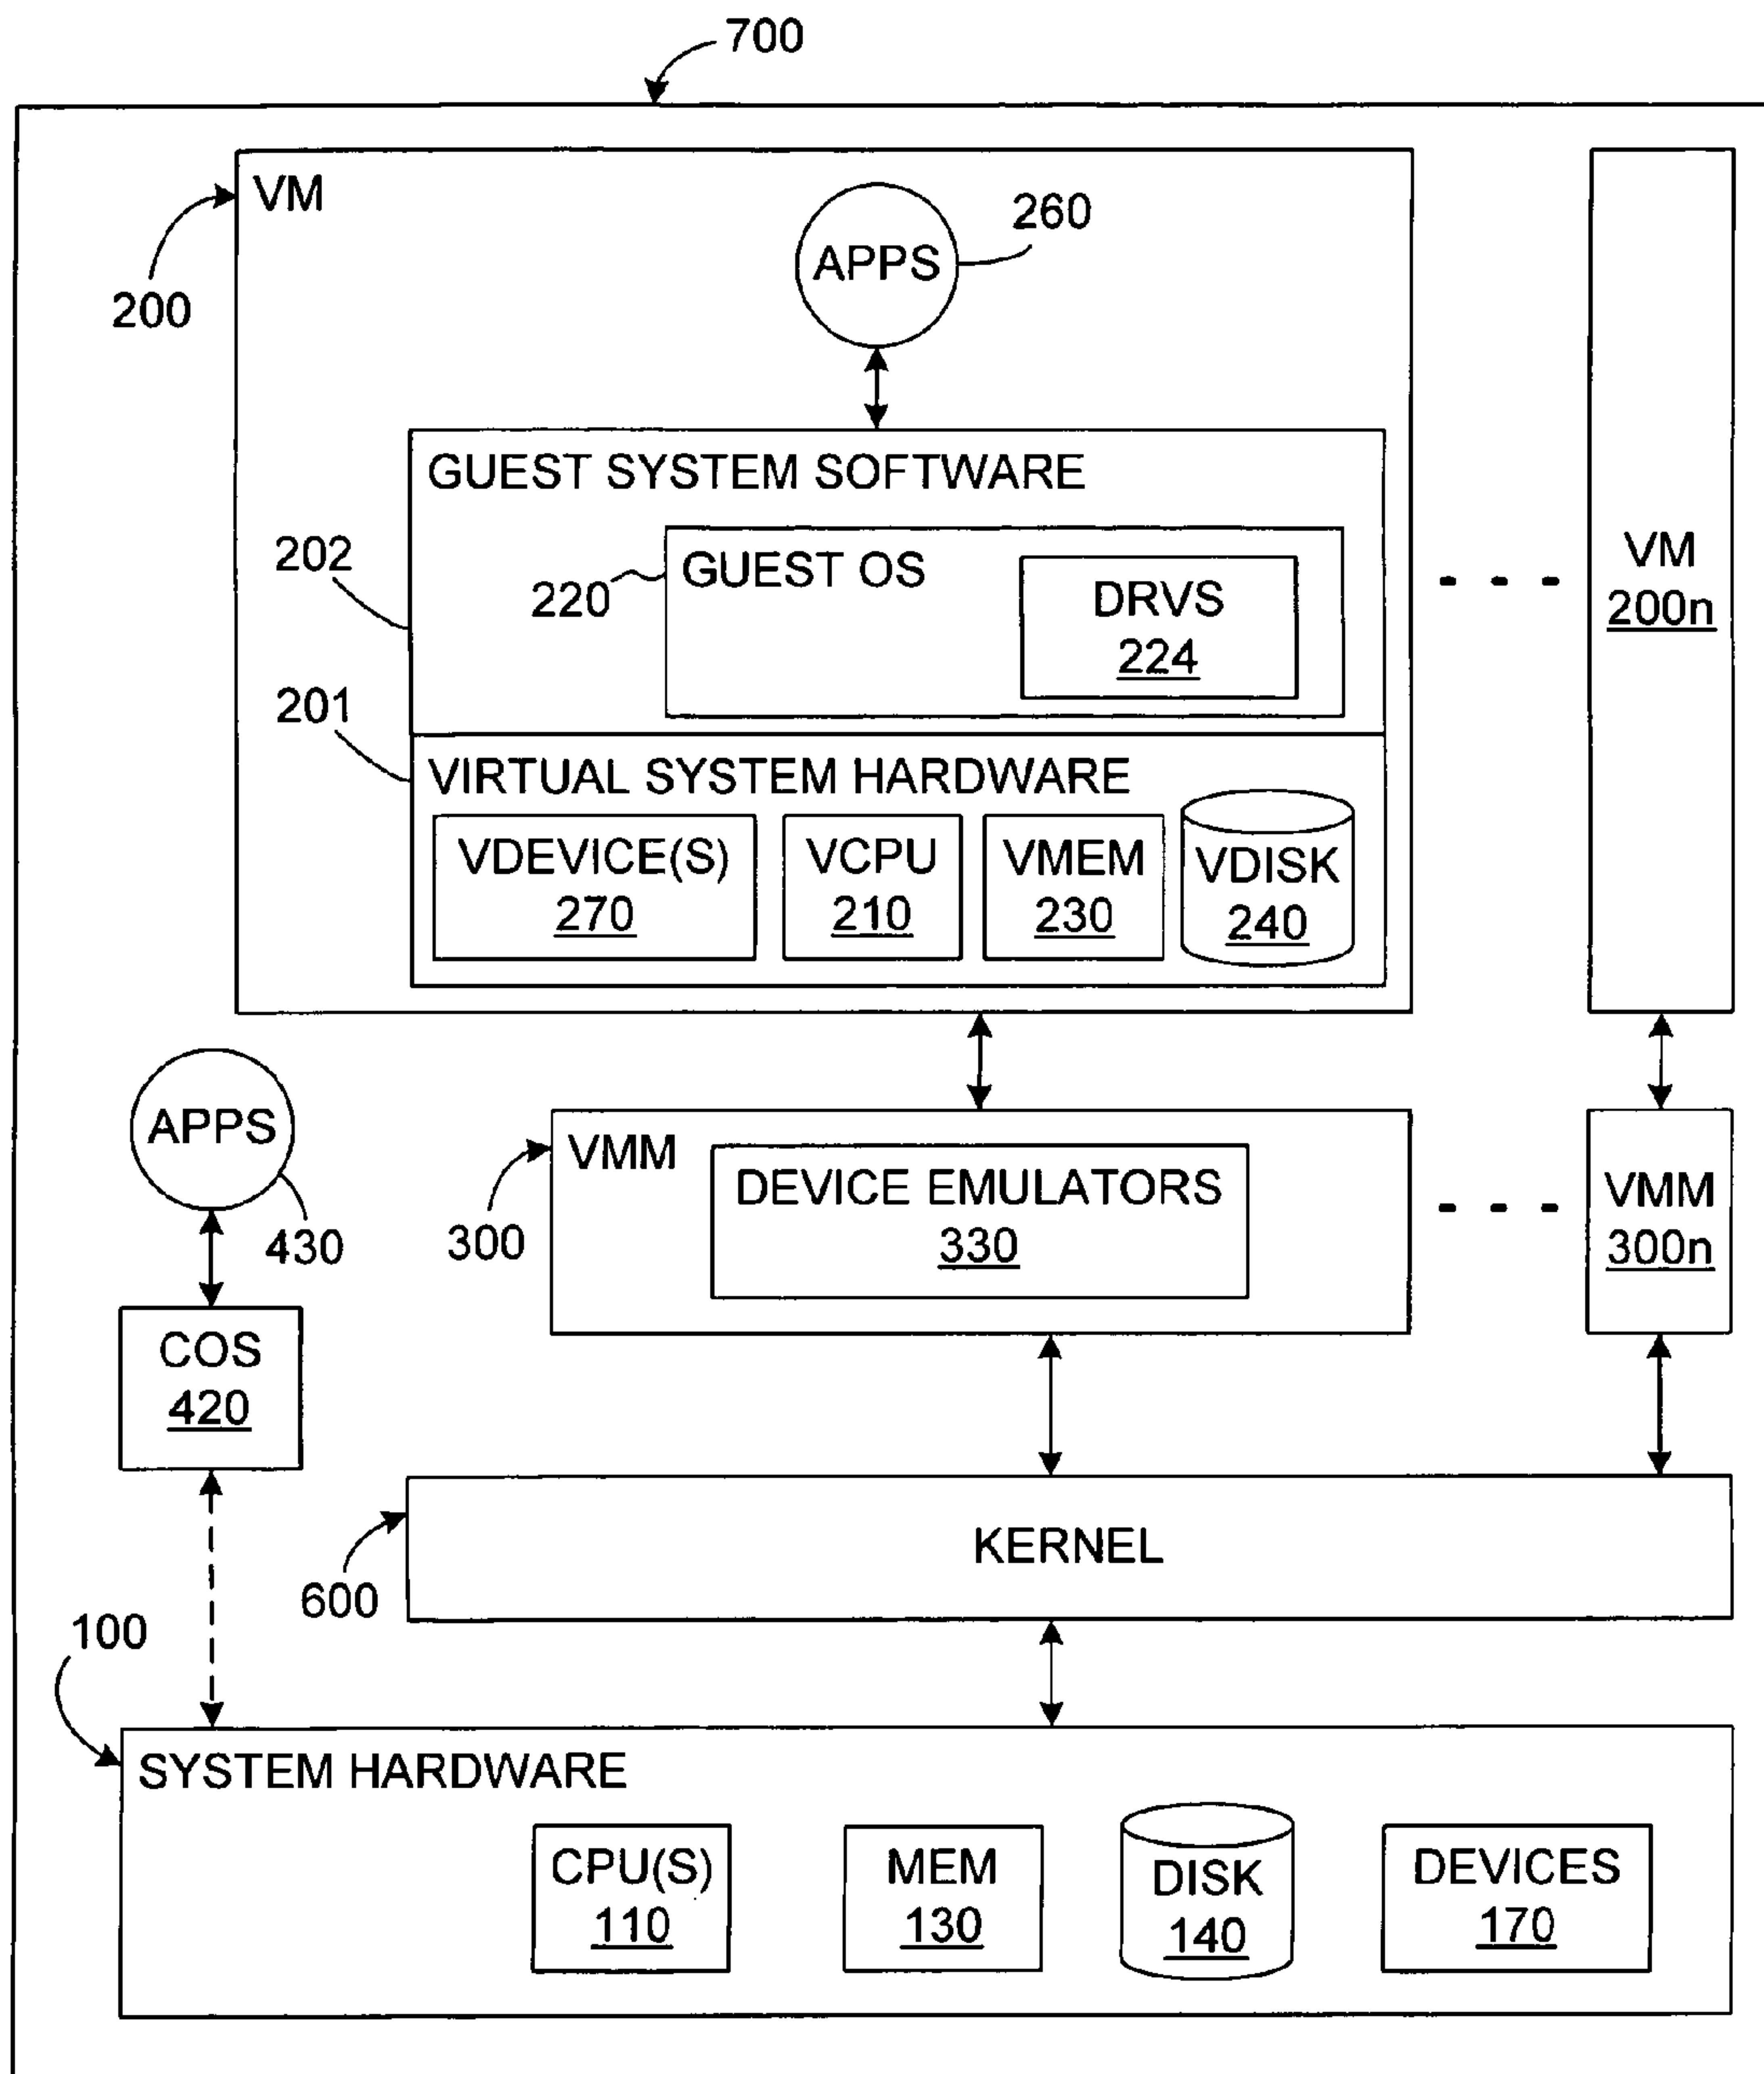 700
VM
200
APPS
260
GUEST SYSTEM SOFTWARE
202
220
GUEST OS
DRVS
224
VM
200n
201
VIRTUAL SYSTEM HARDWARE
VDEVICE(S)
270
VCPU
210
VMEM
230
VDISK
240
APPS
430
VMM
300
DEVICE EMULATORS
330
VMM
300n
COS
420
KERNEL
600
100
SYSTEM HARDWARE
CPU(S)
110
MEM
130
DISK
140
DEVICES
170